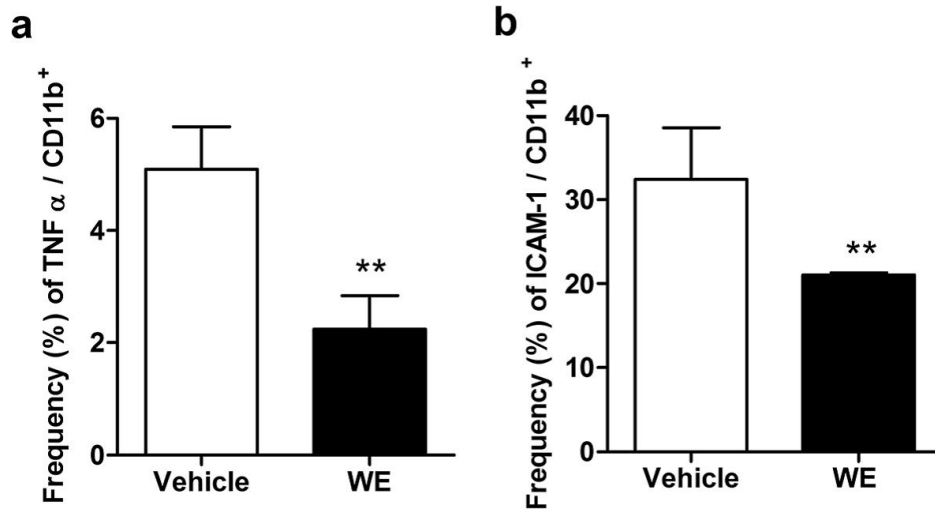 a
Frequency (%) of TNF α / CD11b+
6
4
2
0
**
Vehicle WE
b
Frequency (%) of ICAM-1 / CD11b+
40
30
20
10
0
**
Vehicle WE